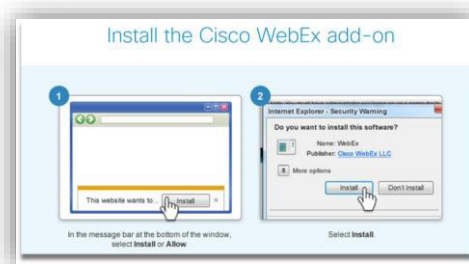 Install the Cisco WebEx add-on
1
This website wants to...
Install
×
In the message bar at the bottom of the window,
select Install or Allow.
2
Internet Explorer - Security Warning
Do you want to install this software?
Name: WebEx
Publisher: Cisco WebEx LLC
More options
Install
Don't install
Select Install.